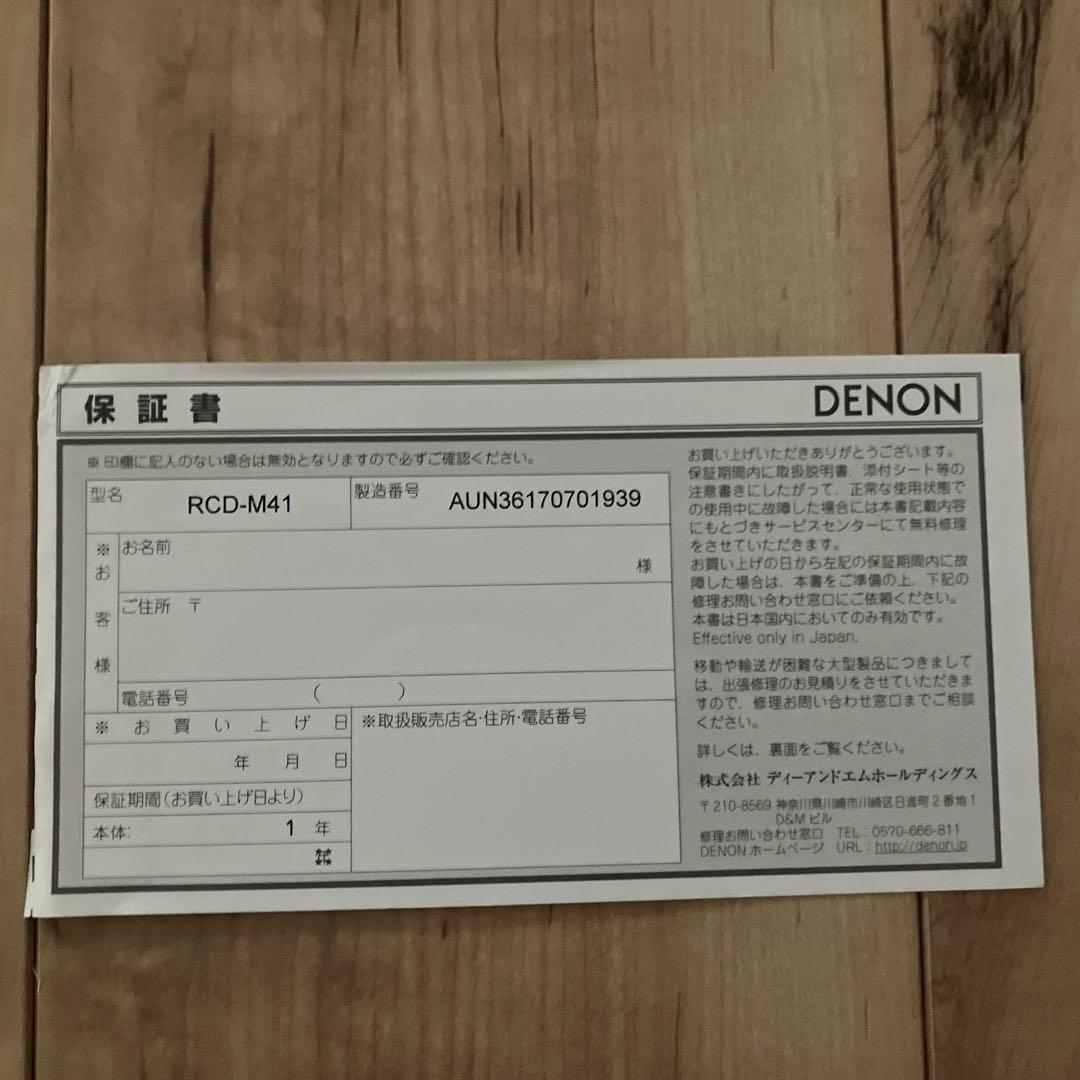 保証書
DENON
※印欄に記入のない場合は無効となりますので必ずご確認ください。
型名 RCD-M41 製造番号 AUN36170701939
※お客様
お名前
様
ご住所 〒
電話番号 ( )
※ お買い上げ日
年 月 日
保証期間(お買い上げ日より)
本体: 1 年
※取扱販売店名・住所・電話番号
お買い上げいただきありがとうございます。
保証期間内に取扱説明書、添付シート等の
注意書きにしたがって、正常な使用状態で
の使用中に故障した場合には本書記載内容
にもとづきサービスセンターにて無料修理
をさせていただきます。
お買い上げの日から左記の保証期間内に故
障した場合は、本書をご準備の上、下記の
修理お問い合わせ窓口にご依頼ください。
本書は日本国内においてのみ有効です。
Effective only in Japan.
移動や輸送が困難な大型製品につきまして
は、出張修理のお見積りをさせていただきま
すので、修理お問い合わせ窓口までご相談
ください。
詳しくは、裏面をご覧ください。
株式会社 ディーアンドエムホールディングス
〒210-8569 神奈川県川崎市川崎区日進町2番地1
D&Mビル
修理お問い合わせ窓口 TEL:0570-666-811
DENONホームページ URL:http://denon.jp